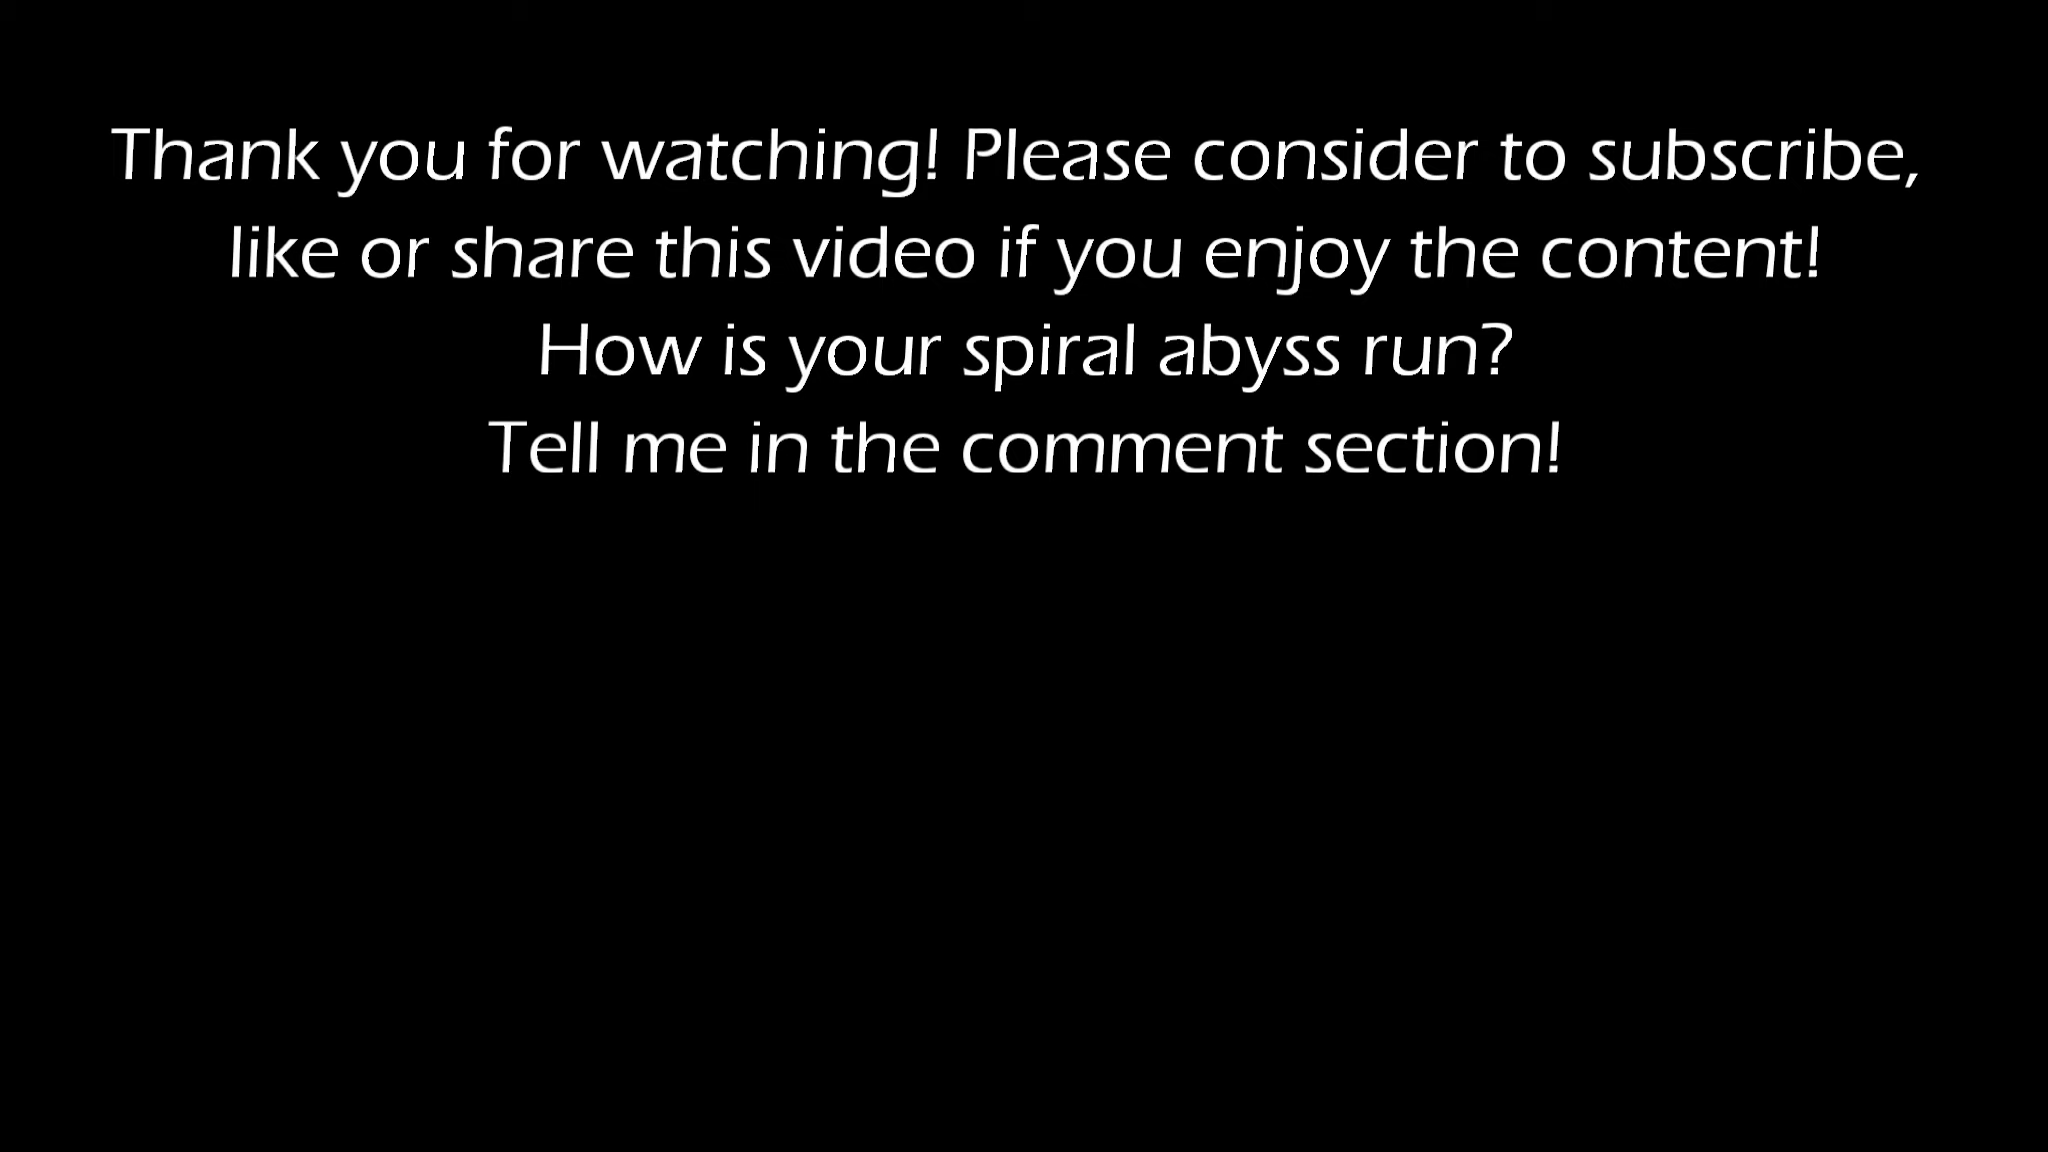 Thank you for watching! Please consider to subscribe,
like or share this video if you enjoy the content!
How is your spiral abyss run?
Tell me in the comment section!